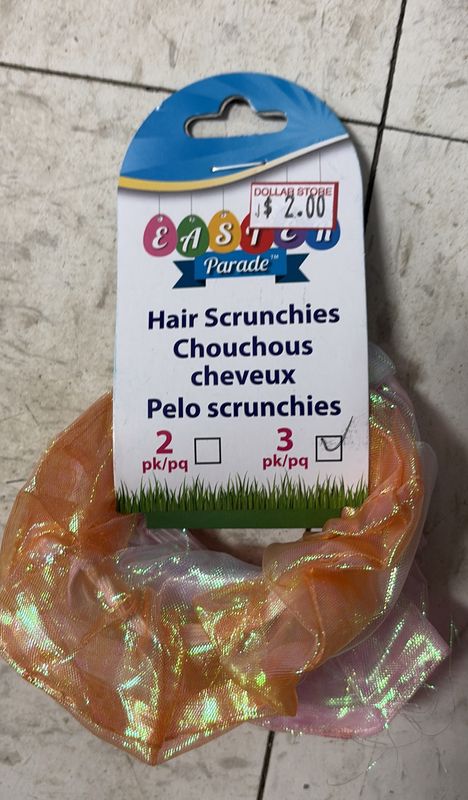 DOLLAR STORE
$ 2.00
EASTER
Parade™
Hair Scrunchies
Chouchous
cheveux
Pelo scrunchies
2 pk/pq
3 pk/pq